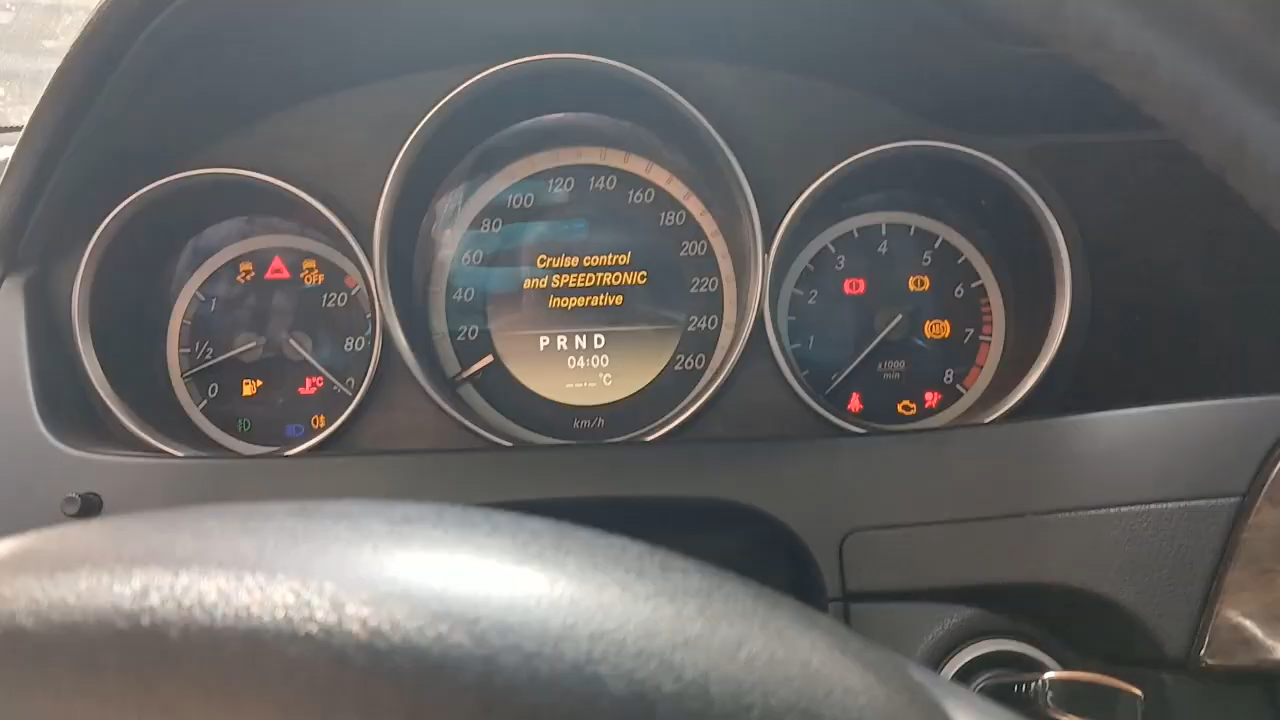 OFF
1
1/2
0
120
80
20
40
60
80
100
120
140
160
180
200
220
240
260
Cruise control
and SPEEDTRONIC
inoperative
PRND
04:00
--.-°C
km/h
1
2
3
4
5
6
7
8
x1000
min
ABS
°C